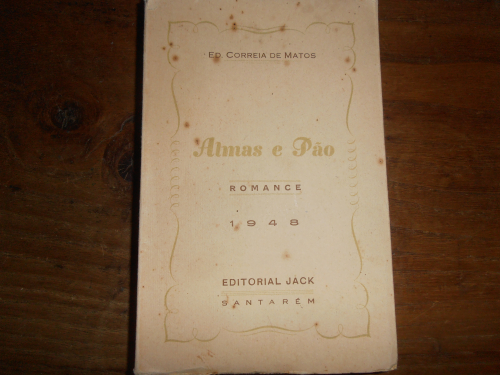 ED. CORREIA DE MATOS
Almas e Pão
ROMANCE
1948
EDITORIAL JACK
SANTARÉM